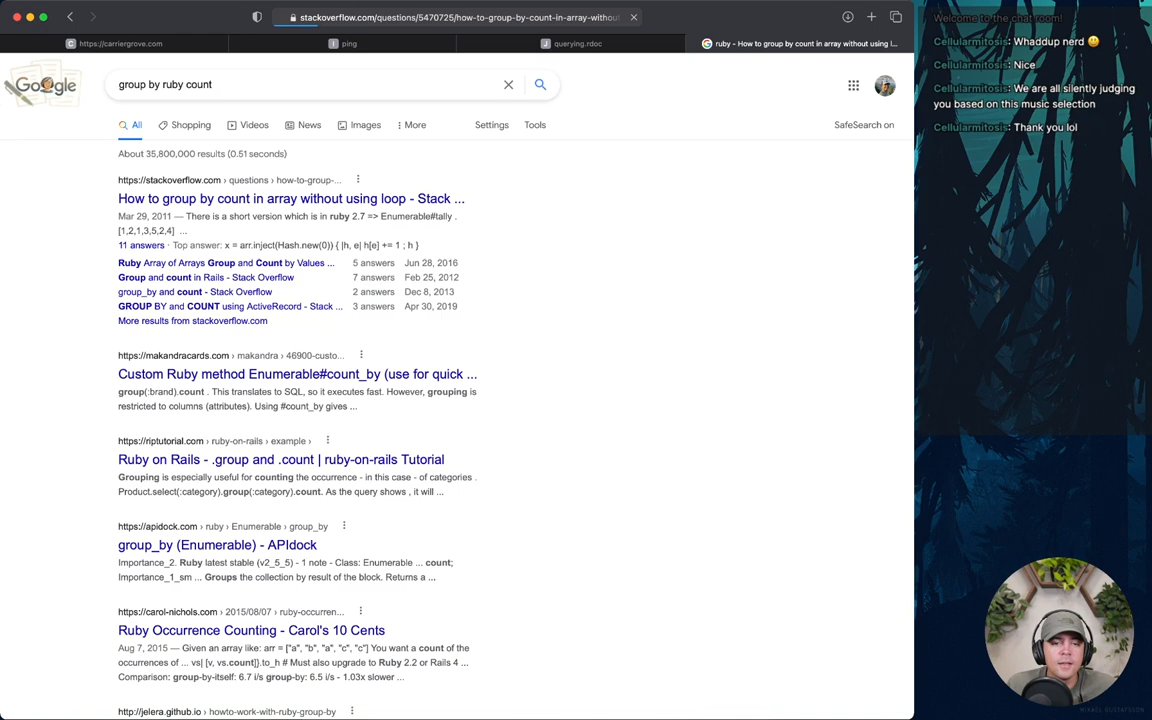 stackoverflow.com/questions/5470725/how-to-group-by-count-in-array-withou
https://carriergrove.com
ping
querying.rdoc
ruby - How to group by count in array without using l...
Google
group by ruby count
All
Shopping
Videos
News
Images
More
Settings
Tools
SafeSearch on
About 35,800,000 results (0.51 seconds)
https://stackoverflow.com › questions › how-to-group-...
How to group by count in array without using loop - Stack ...
Mar 29, 2011 — There is a short version which is in ruby 2.7 => Enumerable#tally .
[1,2,1,3,5,2,4] ...
11 answers · Top answer: x = arr.inject(Hash.new(0)) { |h, e| h[e] += 1 ; h }
Ruby Array of Arrays Group and Count by Values ... 5 answers Jun 28, 2016
Group and count in Rails - Stack Overflow 7 answers Feb 25, 2012
group_by and count - Stack Overflow 2 answers Dec 8, 2013
GROUP BY and COUNT using ActiveRecord - Stack ... 3 answers Apr 30, 2019
More results from stackoverflow.com
https://makandracards.com › makandra › 46900-custo...
Custom Ruby method Enumerable#count_by (use for quick ...
group(:brand).count . This translates to SQL, so it executes fast. However, grouping is
restricted to columns (attributes). Using #count_by gives ...
https://riptutorial.com › ruby-on-rails › example ›
Ruby on Rails - .group and .count | ruby-on-rails Tutorial
Grouping is especially useful for counting the occurrence - in this case - of categories .
Product.select(:category).group(:category).count. As the query shows , it will ...
https://apidock.com › ruby › Enumerable › group_by
group_by (Enumerable) - APIdock
Importance_2. Ruby latest stable (v2_5_5) - 1 note - Class: Enumerable ... count;
Importance_1_sm ... Groups the collection by result of the block. Returns a ...
https://carol-nichols.com › 2015/08/07 › ruby-occurren...
Ruby Occurrence Counting - Carol's 10 Cents
Aug 7, 2015 — Given an array like: arr = ["a", "b", "a", "c", "c"] You want a count of the
occurrences of ... vs| [v, vs.count]}.to_h # Must also upgrade to Ruby 2.2 or Rails 4 ...
Comparison: group-by-itself: 6.7 i/s group-by: 6.5 i/s - 1.03x slower ...
http://jelera.github.io › howto-work-with-ruby-group-by
Welcome to the chat room!
Cellularmitosis: Whaddup nerd 😀
Cellularmitosis: Nice
Cellularmitosis: We are all silently judging
you based on this music selection
Cellularmitosis: Thank you lol
MIKAEL GUSTAFSSON